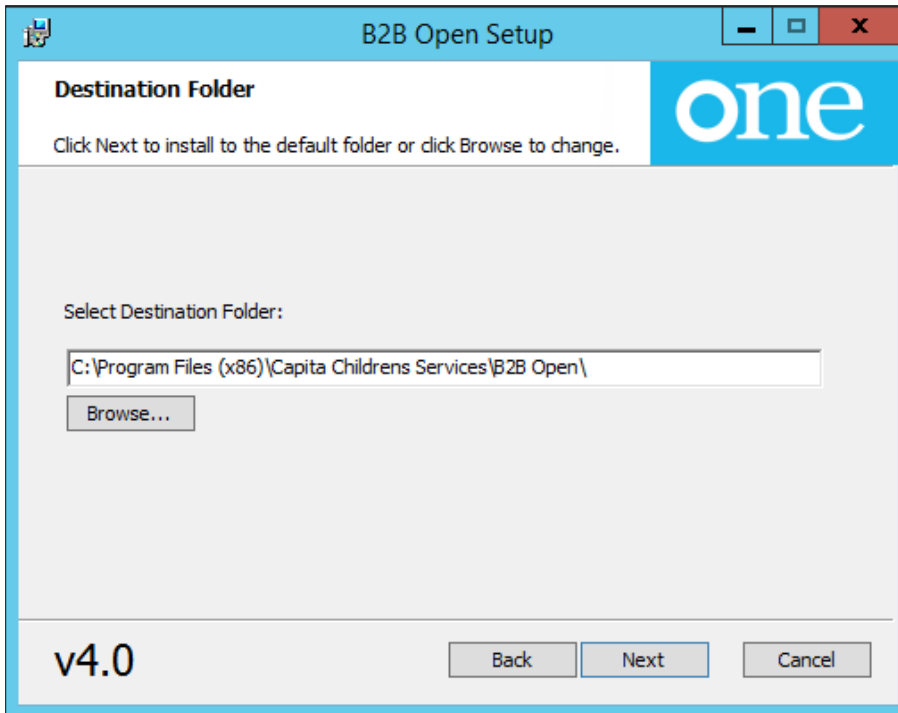 B2B Open Setup
Destination Folder
one
Click Next to install to the default folder or click Browse to change.
Select Destination Folder:
C:\Program Files (x86)\Capita Childrens Services\B2B Open\
Browse...
v4.0
Back
Next
Cancel